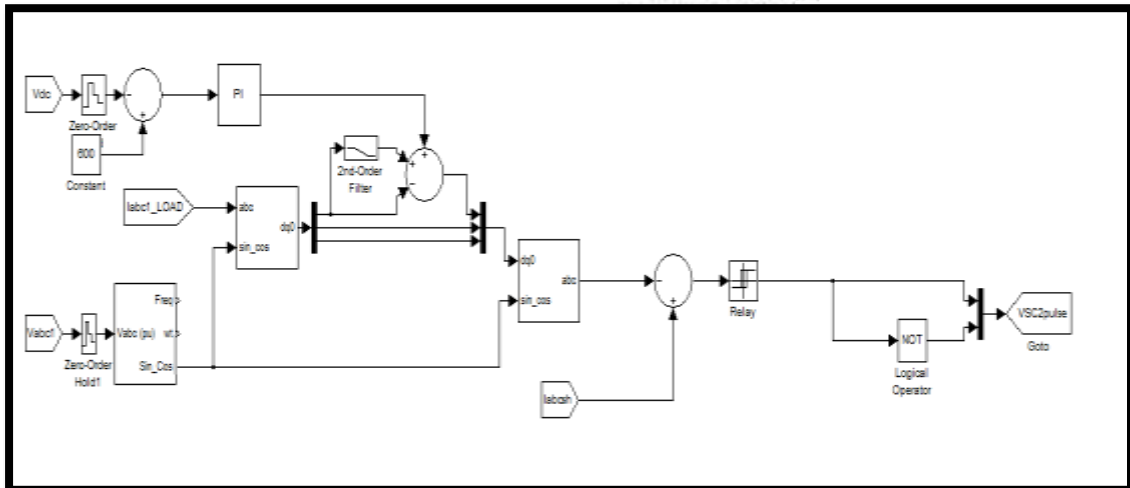 Vdc
Zero-Order
600
Constant
PI
2nd-Order
Filter
Iabc1_LOAD
abc
dq0
sin_cos
dq0
abc
sin_cos
Relay
NOT
Logical
Operator
VSC2pulse
Goto
Vabc1
Zero-Order
Hold1
Freq
Vabc (pu)
wt
Sin_Cos
Iabcsh